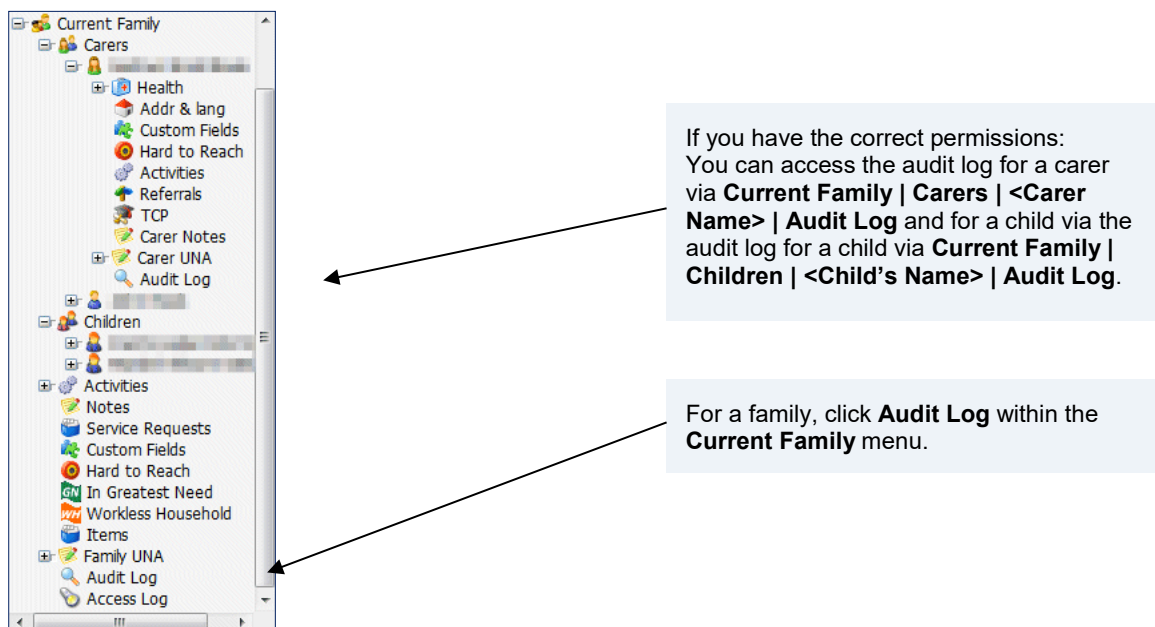 Current Family
Carers
Health
Addr & lang
Custom Fields
Hard to Reach
Activities
Referrals
TCP
Carer Notes
Carer UNA
Audit Log
Children
Activities
Notes
Service Requests
Custom Fields
Hard to Reach
GN In Greatest Need
WH Workless Household
Items
Family UNA
Audit Log
Access Log
If you have the correct permissions:
You can access the audit log for a carer
via Current Family | Carers | <Carer
Name> | Audit Log and for a child via the
audit log for a child via Current Family |
Children | <Child’s Name> | Audit Log.
For a family, click Audit Log within the
Current Family menu.